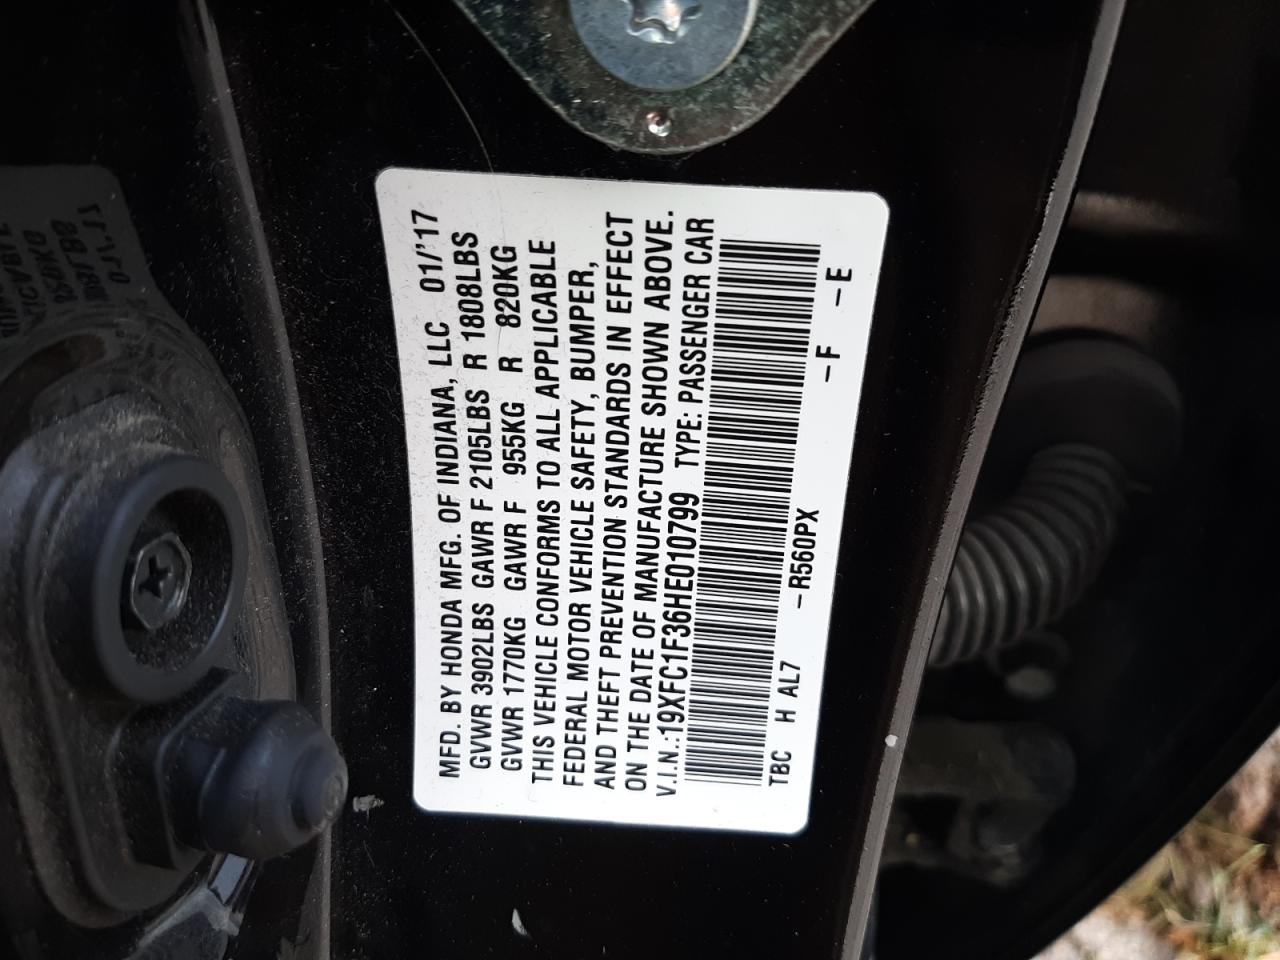 MFD. BY HONDA MFG. OF INDIANA, LLC 01/'17
GVWR 3902LBS GAWR F 2105LBS R 1808LBS
GVWR 1770KG GAWR F 955KG R 820KG
THIS VEHICLE CONFORMS TO ALL APPLICABLE
FEDERAL MOTOR VEHICLE SAFETY, BUMPER,
AND THEFT PREVENTION STANDARDS IN EFFECT
ON THE DATE OF MANUFACTURE SHOWN ABOVE.
V.I.N.:19XFC1F36HE010799 TYPE: PASSENGER CAR
TBC H AL7 -R560PX -F -E